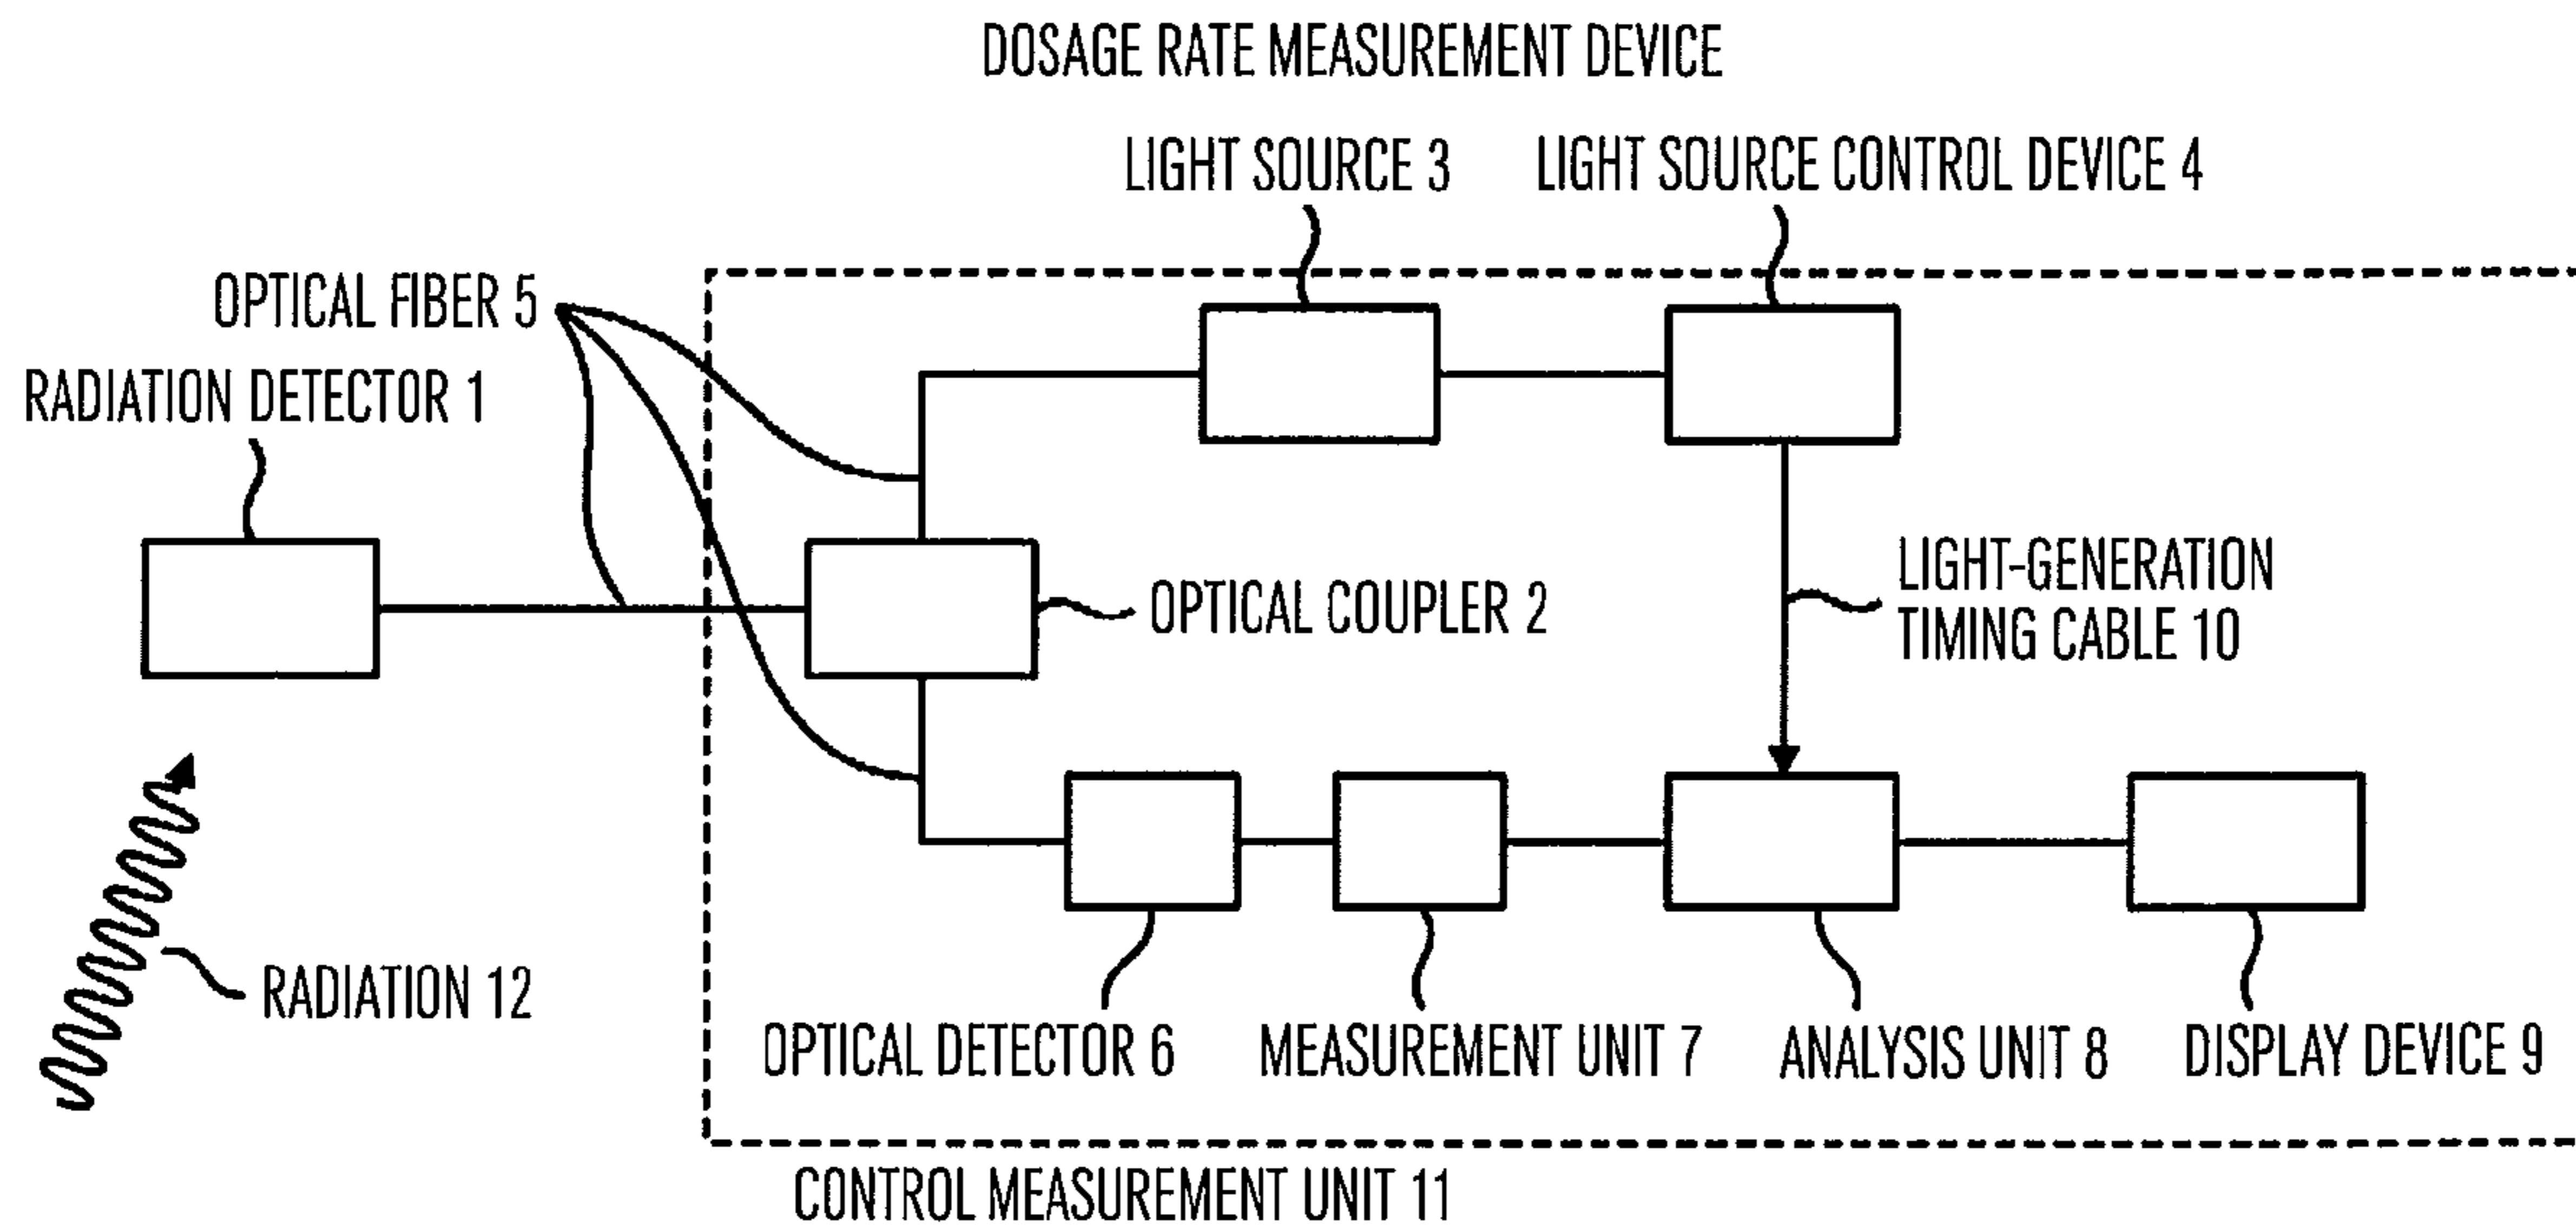 DOSAGE RATE MEASUREMENT DEVICE
LIGHT SOURCE 3
LIGHT SOURCE CONTROL DEVICE 4
OPTICAL FIBER 5
RADIATION DETECTOR 1
OPTICAL COUPLER 2
LIGHT-GENERATION
TIMING CABLE 10
RADIATION 12
OPTICAL DETECTOR 6
MEASUREMENT UNIT 7
ANALYSIS UNIT 8
DISPLAY DEVICE 9
CONTROL MEASUREMENT UNIT 11